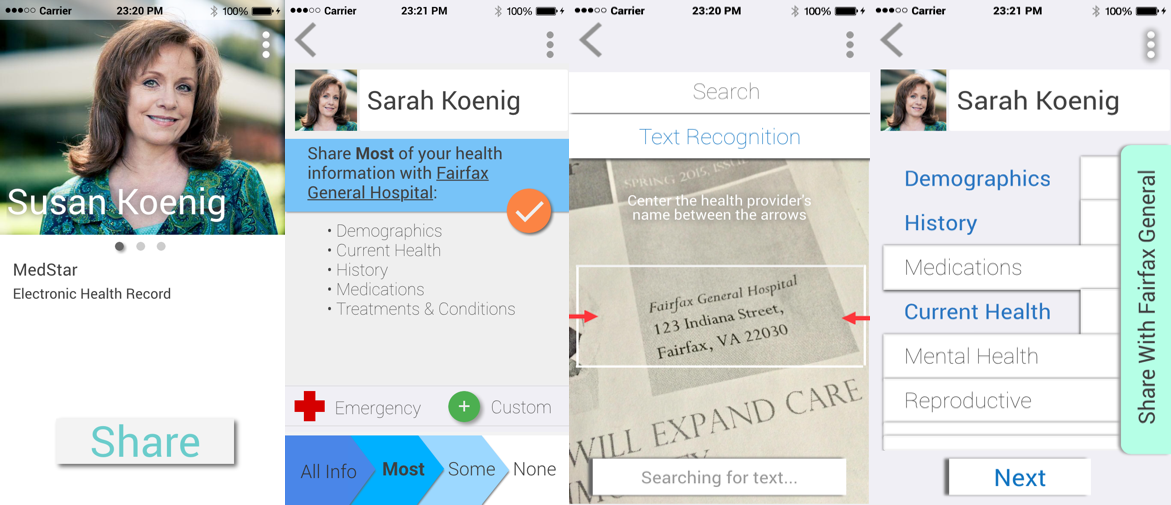 Carrier 23:20 PM 100%
Susan Koenig
MedStar
Electronic Health Record
Share
Carrier 23:21 PM 100%
Sarah Koenig
Share Most of your health
information with Fairfax
General Hospital:
• Demographics
• Current Health
• History
• Medications
• Treatments & Conditions
Emergency
+ Custom
All Info Most Some None
Carrier 23:20 PM 100%
Search
Text Recognition
SPRING 2015, ISSUE
Center the health provider's
name between the arrows
Fairfax General Hospital
123 Indiana Street,
Fairfax, VA 22030
WILL EXPAND CARE
Searching for text...
Carrier 23:21 PM 100%
Sarah Koenig
Demographics
History
Medications
Current Health
Mental Health
Reproductive
Share With Fairfax General
Next